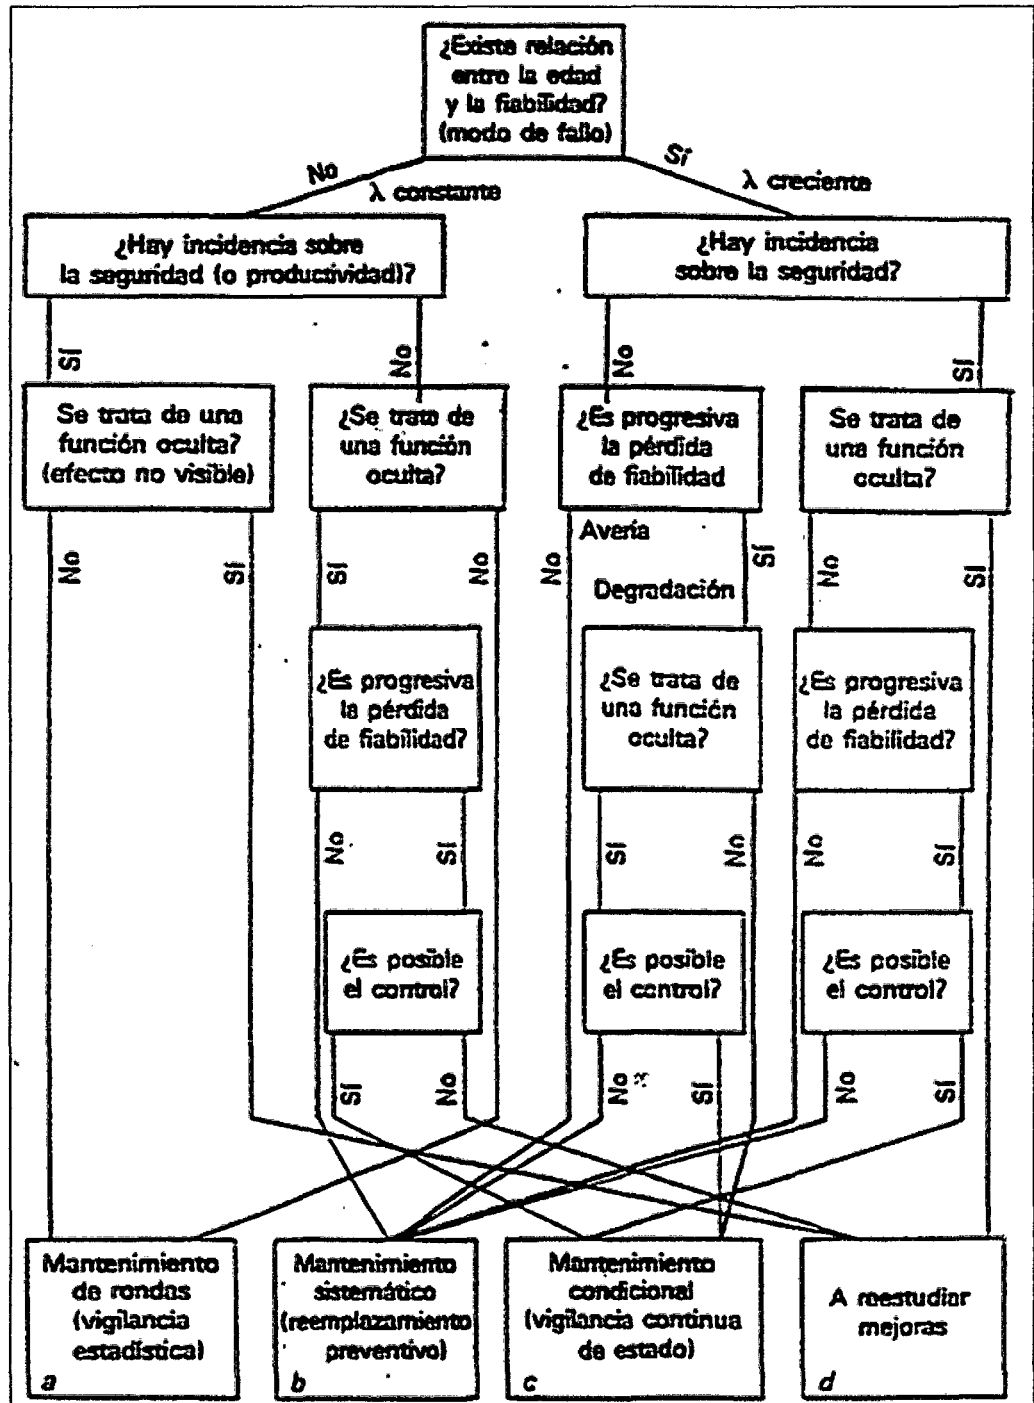 ¿Existe relación
entre la edad
y la fiabilidad?
(modo de fallo)
No
λ constante
Sí
λ creciente
¿Hay incidencia sobre
la seguridad (o productividad)?
¿Hay incidencia
sobre la seguridad?
Sí
No
No
Sí
Se trata de una
función oculta?
(efecto no visible)
¿Se trata de
una función
oculta?
¿Es progresiva
la pérdida
de fiabilidad
Se trata de
una función
oculta?
No
Sí
Sí
No
No
Avería
Degradación
Sí
No
Sí
¿Es progresiva
la pérdida
de fiabilidad?
¿Se trata de
una función
oculta?
¿Es progresiva
la pérdida
de fiabilidad?
No
Sí
Sí
No
No
Sí
¿Es posible
el control?
¿Es posible
el control?
¿Es posible
el control?
Sí
No
No
Sí
No
Sí
Mantenimiento
de rondas
(vigilancia
estadística)
a
Mantenimiento
sistemático
(reemplazamiento
preventivo)
b
Mantenimiento
condicional
(vigilancia continua
de estado)
c
A reestudiar
mejoras
d